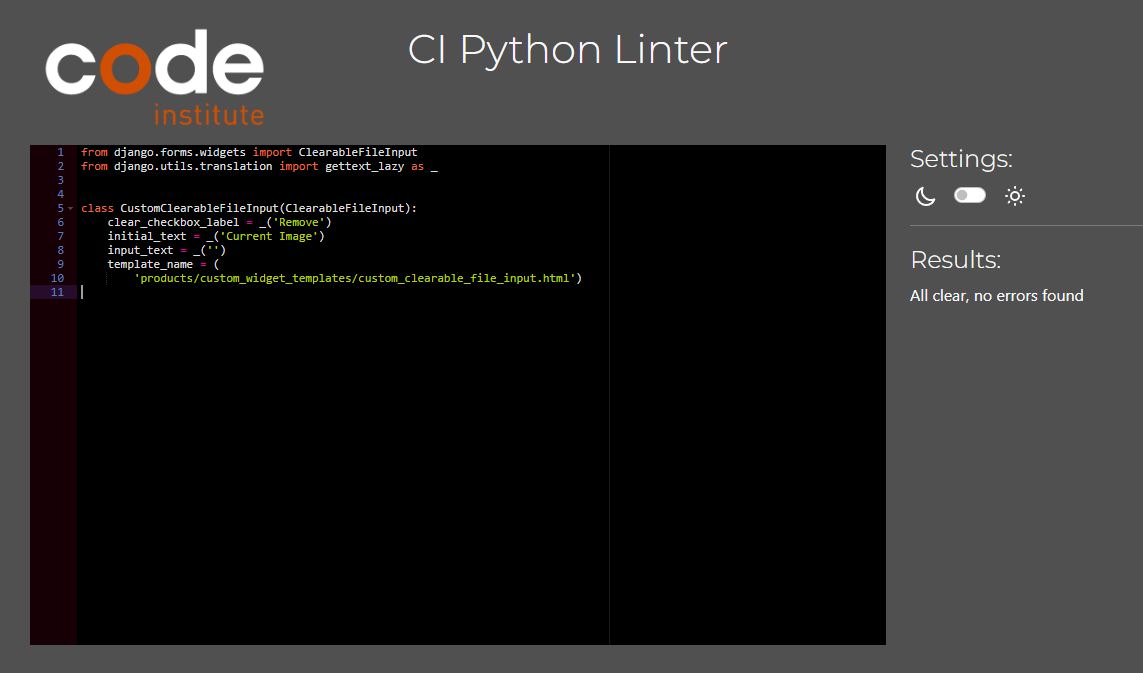 code
institute
CI Python Linter
1 from django.forms.widgets import ClearableFileInput
2 from django.utils.translation import gettext_lazy as _
3
4
5 class CustomClearableFileInput(ClearableFileInput):
6     clear_checkbox_label = _('Remove')
7     initial_text = _('Current Image')
8     input_text = _('')
9     template_name = (
10         'products/custom_widget_templates/custom_clearable_file_input.html')
11
Settings:
Results:
All clear, no errors found